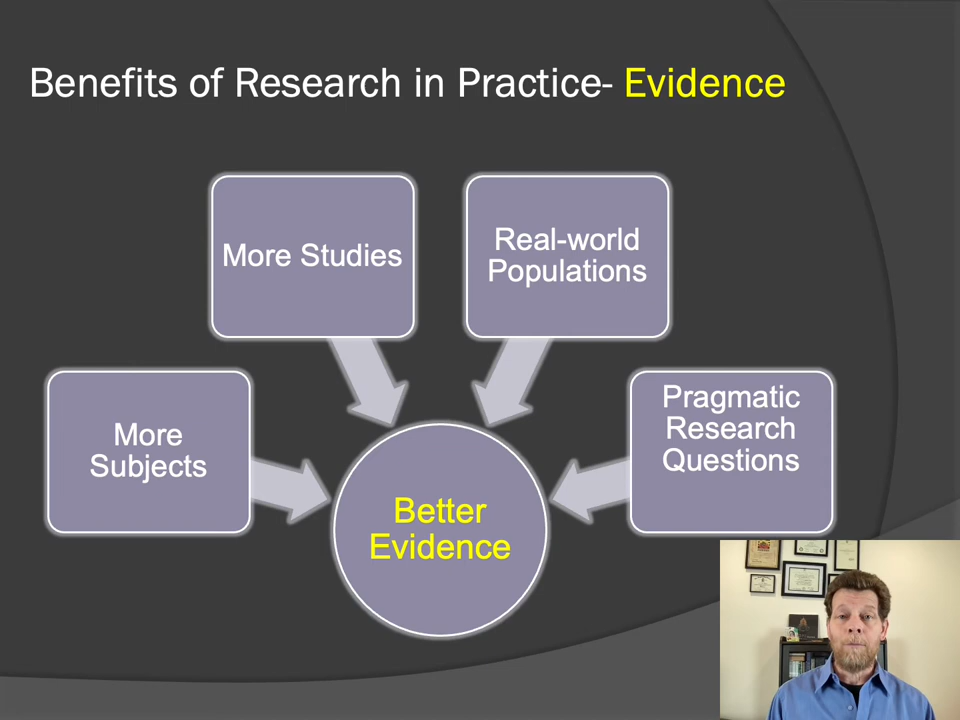 Benefits of Research in Practice- Evidence
More Studies
Real-world
Populations
More
Subjects
Pragmatic
Research
Questions
Better
Evidence